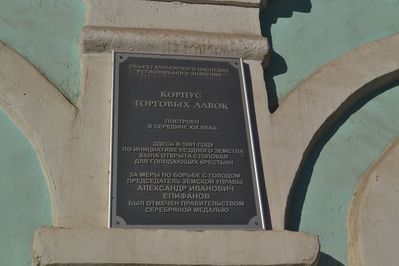 ОБЪЕКТ КУЛЬТУРНОГО НАСЛЕДИЯ
РЕГИОНАЛЬНОГО ЗНАЧЕНИЯ
КОРПУС
ТОРГОВЫХ ЛАВОК
ПОСТРОЕН
В СЕРЕДИНЕ XIX ВЕКА
ЗДЕСЬ В 1891 ГОДУ
ПО ИНИЦИАТИВЕ УЕЗДНОГО ЗЕМСТВА
БЫЛА ОТКРЫТА СТОЛОВАЯ
ДЛЯ ГОЛОДАЮЩИХ КРЕСТЬЯН
ЗА МЕРЫ ПО БОРЬБЕ С ГОЛОДОМ
ПРЕДСЕДАТЕЛЬ ЗЕМСКОЙ УПРАВЫ
АЛЕКСАНДР ИВАНОВИЧ
ЕПИФАНОВ
БЫЛ ОТМЕЧЕН ПРАВИТЕЛЬСТВОМ
СЕРЕБРЯНОЙ МЕДАЛЬЮ